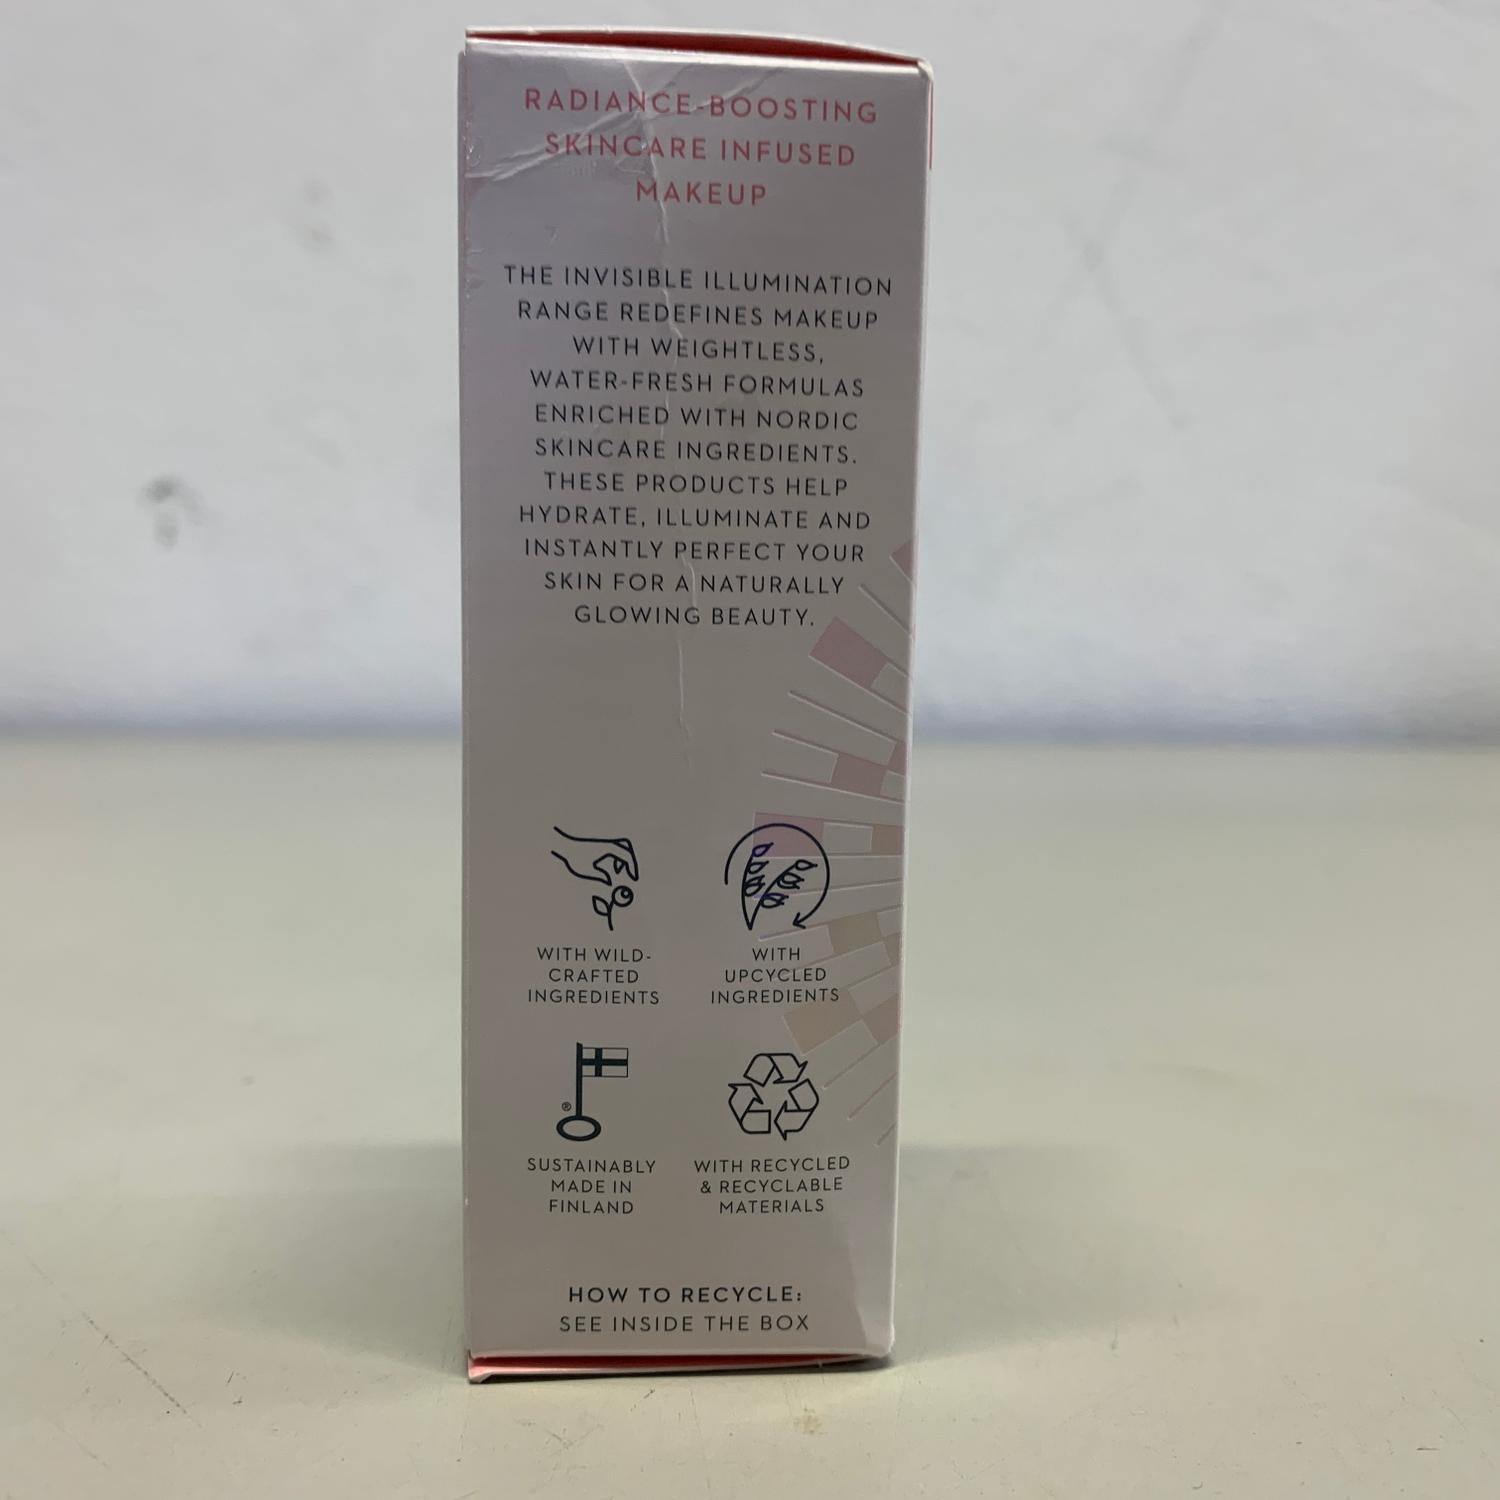 RADIANCE-BOOSTING
SKINCARE INFUSED
MAKEUP
THE INVISIBLE ILLUMINATION
RANGE REDEFINES MAKEUP
WITH WEIGHTLESS,
WATER-FRESH FORMULAS
ENRICHED WITH NORDIC
SKINCARE INGREDIENTS.
THESE PRODUCTS HELP
HYDRATE, ILLUMINATE AND
INSTANTLY PERFECT YOUR
SKIN FOR A NATURALLY
GLOWING BEAUTY.
WITH WILD-
CRAFTED
INGREDIENTS
WITH
UPCYCLED
INGREDIENTS
®
SUSTAINABLY
MADE IN
FINLAND
WITH RECYCLED
& RECYCLABLE
MATERIALS
HOW TO RECYCLE:
SEE INSIDE THE BOX